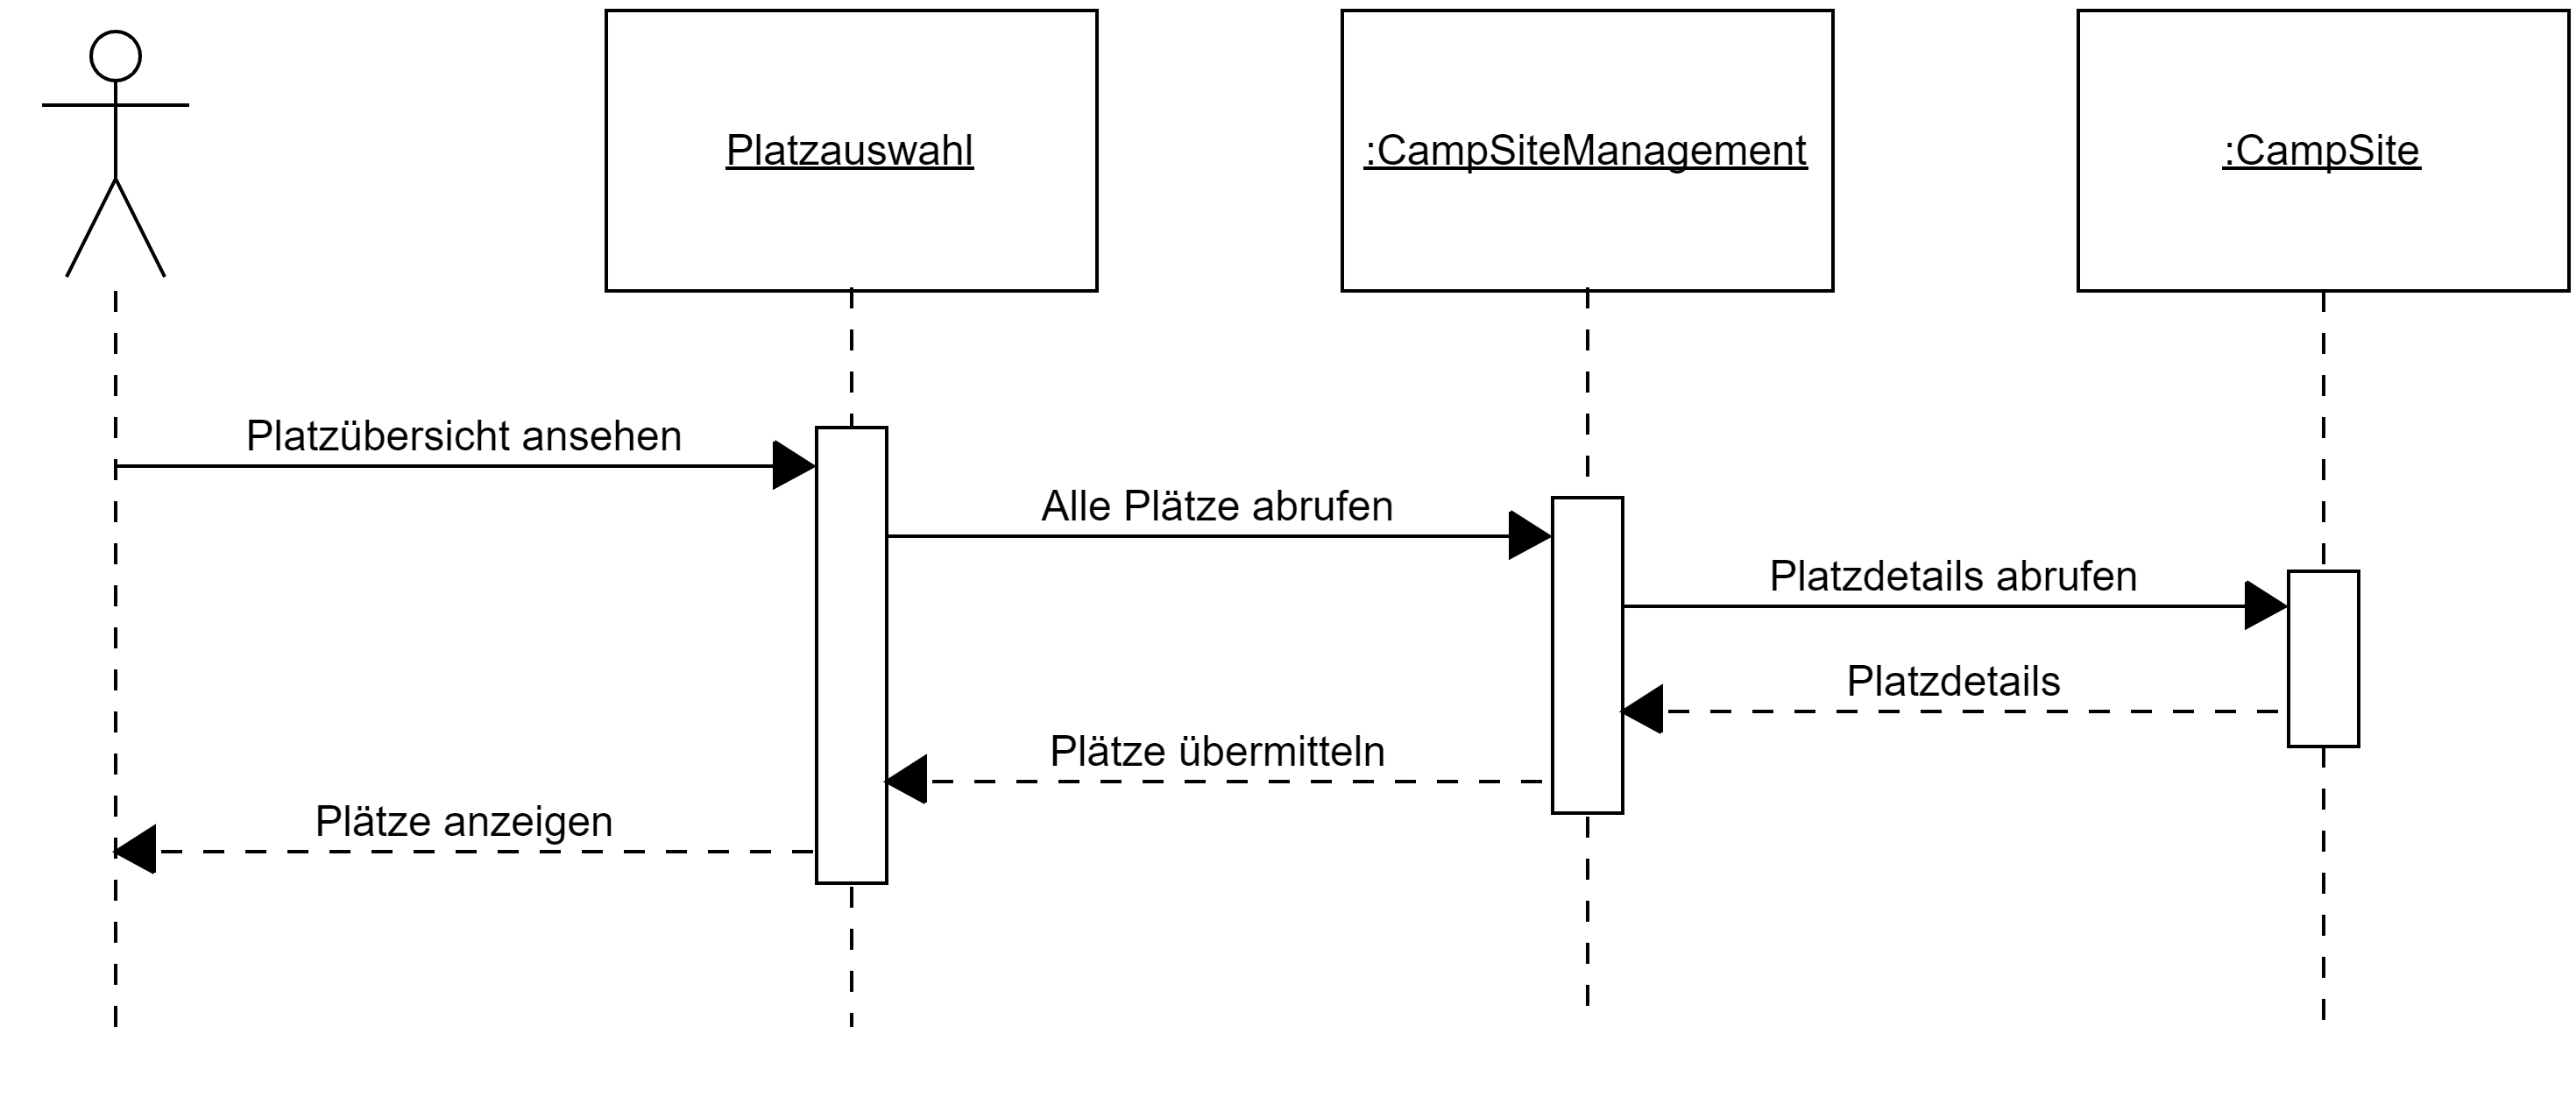 Platzauswahl
:CampSiteManagement
:CampSite
Platzübersicht ansehen
Alle Plätze abrufen
Platzdetails abrufen
Platzdetails
Plätze übermitteln
Plätze anzeigen